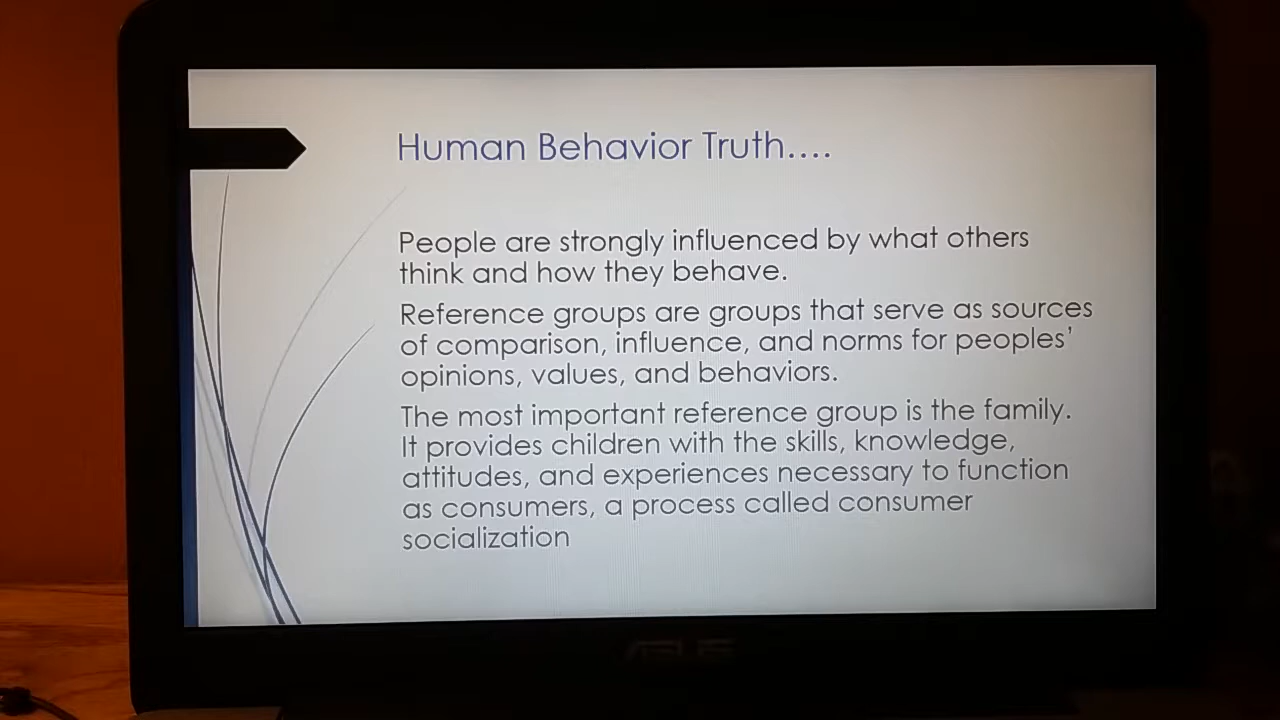 Human Behavior Truth....
People are strongly influenced by what others
think and how they behave.
Reference groups are groups that serve as sources
of comparison, influence, and norms for peoples'
opinions, values, and behaviors.
The most important reference group is the family.
It provides children with the skills, knowledge,
attitudes, and experiences necessary to function
as consumers, a process called consumer
socialization
ASUS